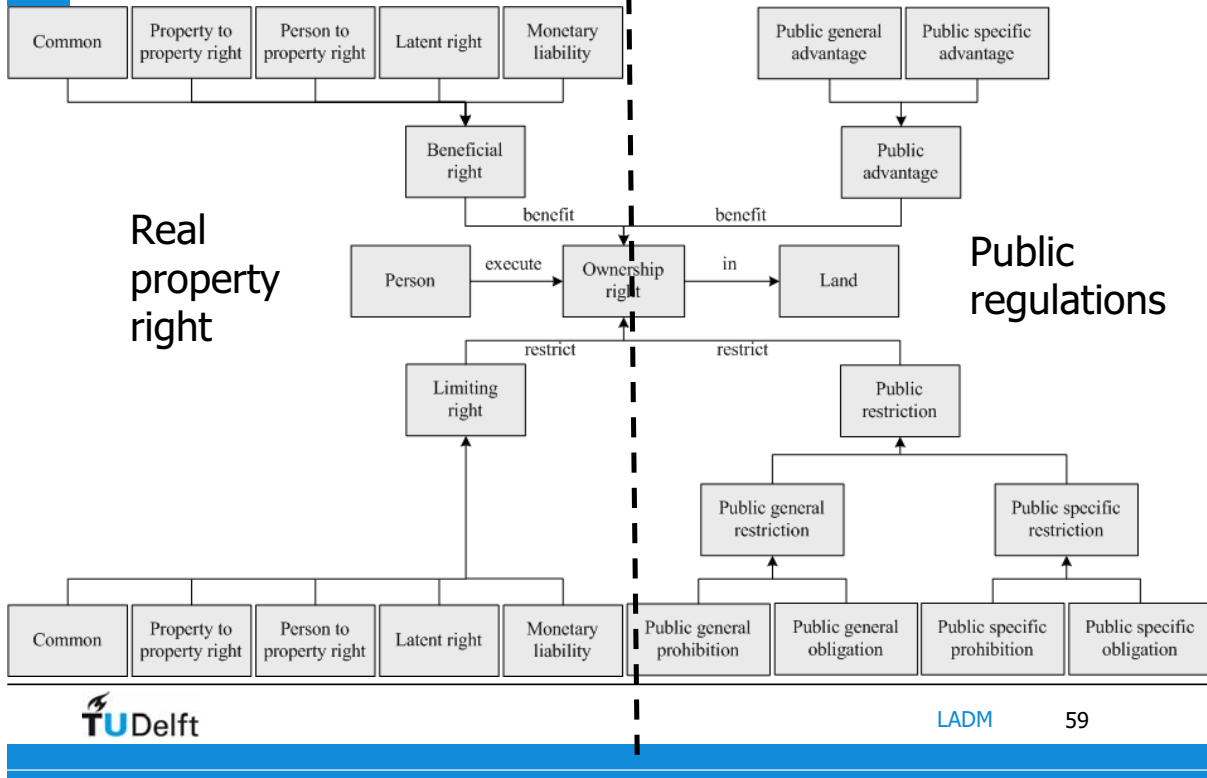 Common
Property to
property right
Person to
property right
Latent right
Monetary
liability
Public general
advantage
Public specific
advantage
Beneficial
right
Public
advantage
benefit
benefit
Real
property
right
Person
execute
Ownership
right
in
Land
Public
regulations
restrict
restrict
Limiting
right
Public
restriction
Public general
restriction
Public specific
restriction
Common
Property to
property right
Person to
property right
Latent right
Monetary
liability
Public general
prohibition
Public general
obligation
Public specific
prohibition
Public specific
obligation
TUDelft
LADM
59